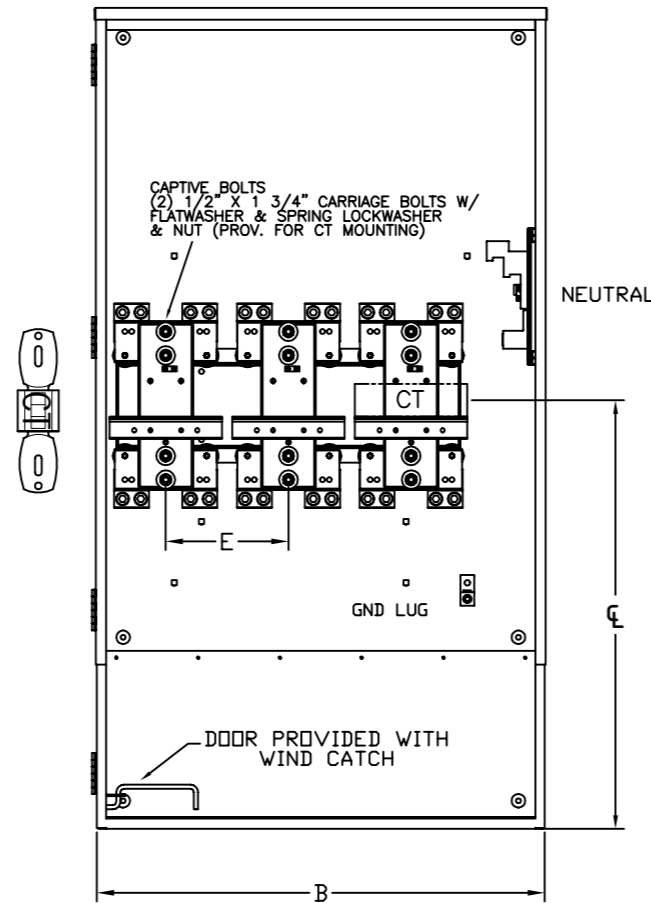 CAPTIVE BOLTS
(2) 1/2" X 1 3/4" CARRIAGE BOLTS W/
FLATWASHER & SPRING LOCKWASHER
& NUT (PROV. FOR CT MOUNTING)
NEUTRAL
CT
E
GND LUG
℄
DOOR PROVIDED WITH
WIND CATCH
B